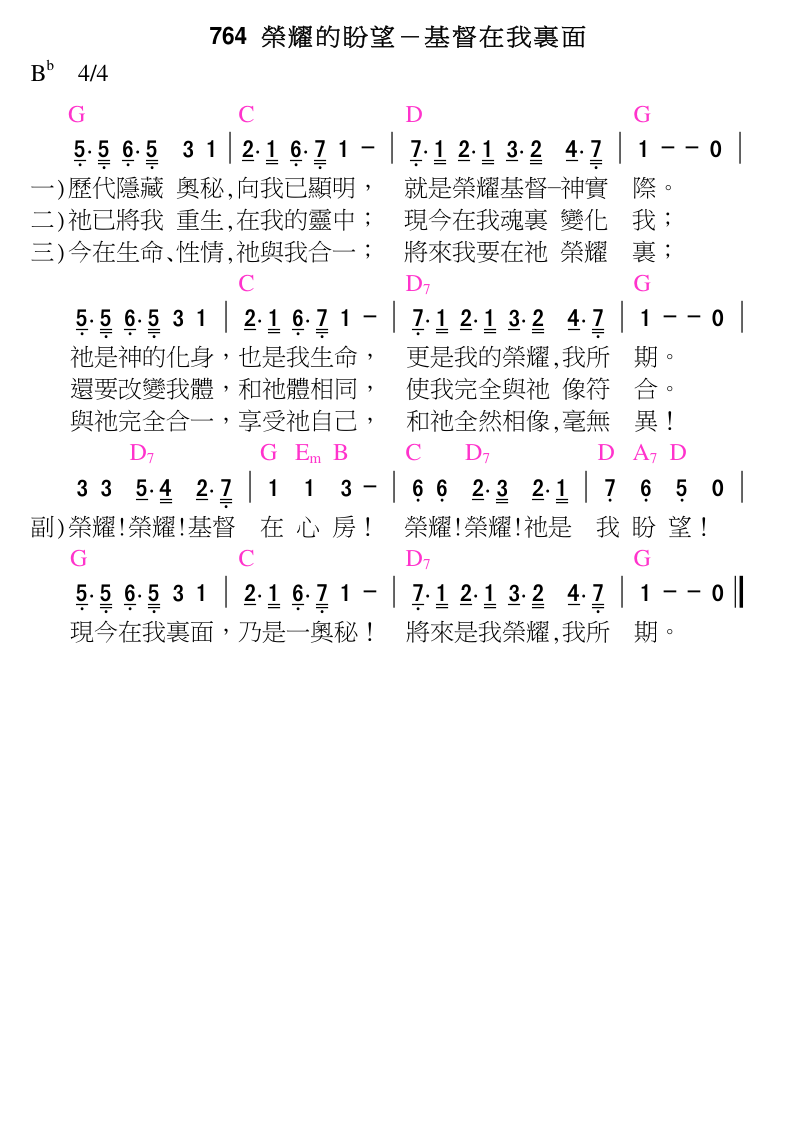 764 榮耀的盼望－基督在我裏面
B♭ 4/4
G C D G
5·5 6·5 3 1 | 2·1 6·7 1 － | 7·1 2·1 3·2 4·7 | 1 － － 0 |
一)歷代隱藏 奧秘,向我已顯明， 就是榮耀基督─神實 際。
二)祂已將我 重生,在我的靈中； 現今在我魂裏 變化 我；
三)今在生命、性情,祂與我合一； 將來我要在祂 榮耀 裏；
C D7 G
5·5 6·5 3 1 | 2·1 6·7 1 － | 7·1 2·1 3·2 4·7 | 1 － － 0 |
祂是神的化身，也是我生命， 更是我的榮耀,我所 期。
還要改變我體，和祂體相同， 使我完全與祂 像符 合。
與祂完全合一，享受祂自己， 和祂全然相像,毫無 異！
D7 G Em B C D7 D A7 D
3 3 5·4 2·7 | 1 1 3 － | 6 6 2·3 2·1 | 7 6 5 0 |
副)榮耀!榮耀!基督 在 心 房！ 榮耀!榮耀!祂是 我 盼 望！
G C D7 G
5·5 6·5 3 1 | 2·1 6·7 1 － | 7·1 2·1 3·2 4·7 | 1 － － 0 ‖
現今在我裏面，乃是一奧秘！ 將來是我榮耀,我所 期。